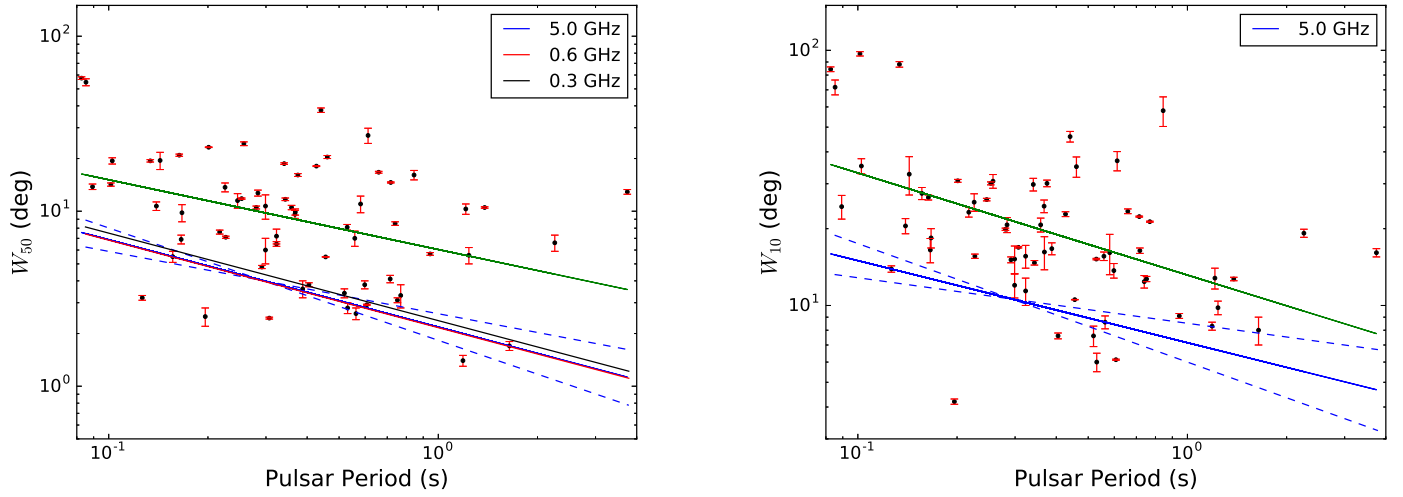 10²
10¹
10⁰
W₅₀ (deg)
5.0 GHz
0.6 GHz
0.3 GHz
10⁻¹
10⁰
Pulsar Period (s)
10²
10¹
W₁₀ (deg)
5.0 GHz
10⁻¹
10⁰
Pulsar Period (s)